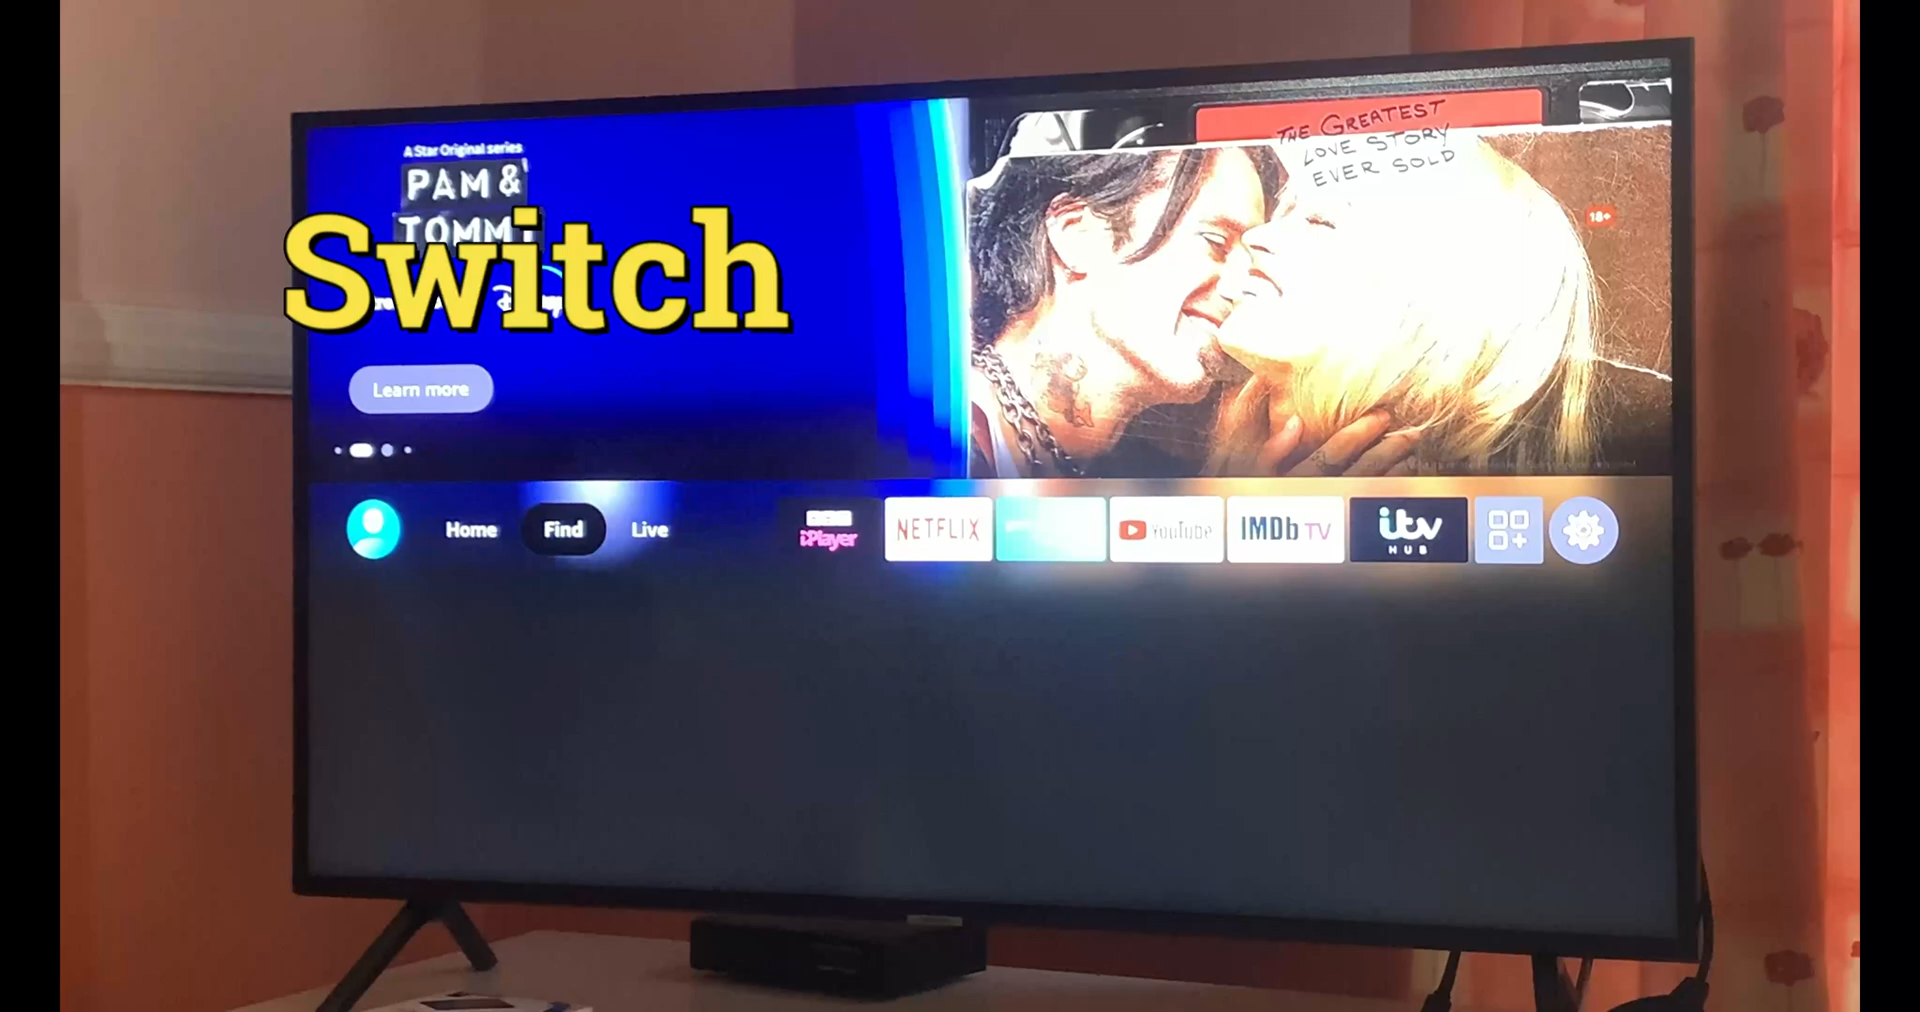 A Star Original series
PAM &
TOMMY
Switch
Learn more
THE GREATEST
LOVE STORY
EVER SOLD
18+
Home
Find
Live
iPlayer
NETFLIX
YouTube
IMDb TV
itv
HUB